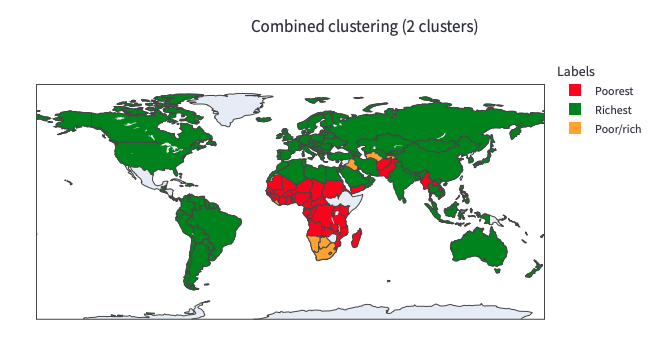 Combined clustering (2 clusters)
Labels
Poorest
Richest
Poor/rich